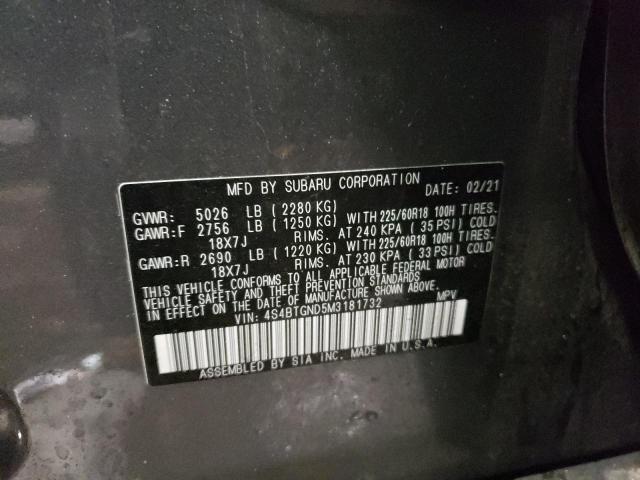 MFD BY SUBARU CORPORATION DATE: 02/21
GVWR: 5026 LB ( 2280 KG)
GAWR:F 2756 LB ( 1250 KG) WITH 225/60R18 100H TIRES.
18X7J RIMS. AT 240 KPA ( 35 PSI) COLD
GAWR:R 2690 LB ( 1220 KG) WITH 225/60R18 100H TIRES.
18X7J RIMS. AT 230 KPA ( 33 PSI) COLD
THIS VEHICLE CONFORMS TO ALL APPLICABLE FEDERAL MOTOR
VEHICLE SAFETY AND THEFT PREVENTION STANDARDS
IN EFFECT ON THE DATE OF MANUFACTURE SHOWN ABOVE.
VIN: 4S4BTGND5M3181732 MPV
ASSEMBLED BY SIA INC. MADE IN U.S.A.